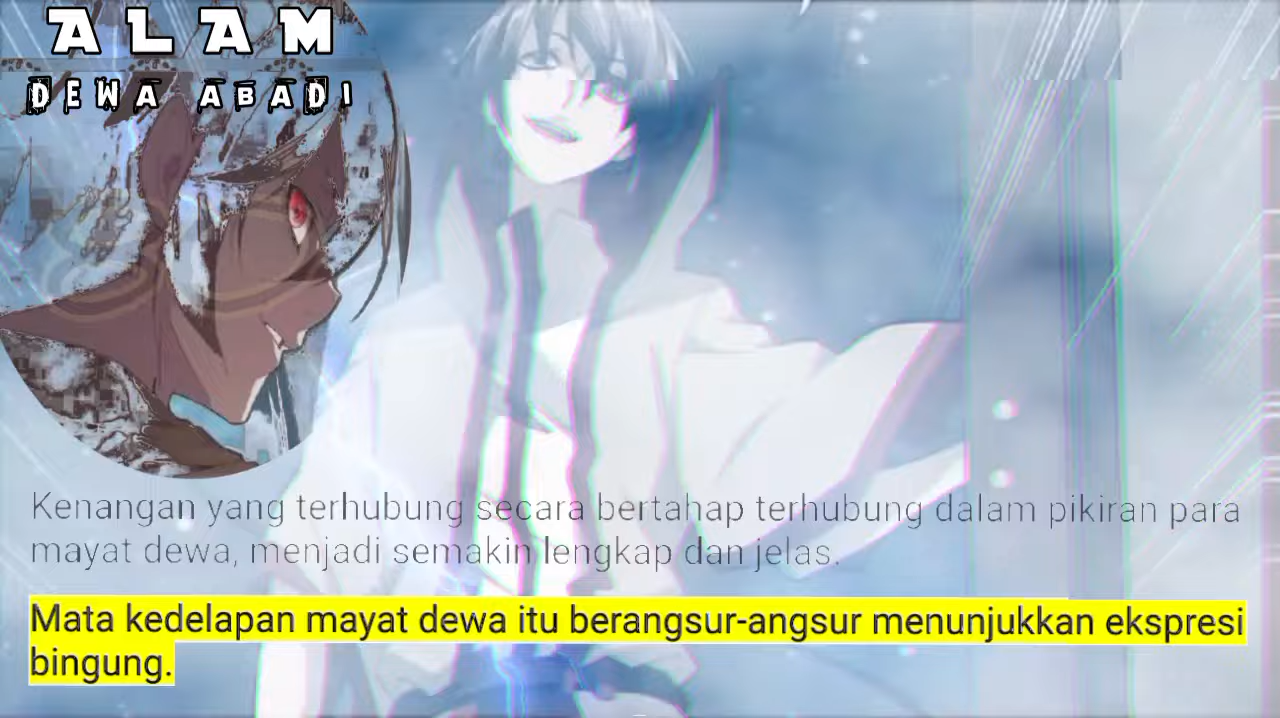 ALAM
DEWA ABADI
Kenangan yang terhubung secara bertahap terhubung dalam pikiran para
mayat dewa, menjadi semakin lengkap dan jelas.
Mata kedelapan mayat dewa itu berangsur-angsur menunjukkan ekspresi
bingung.